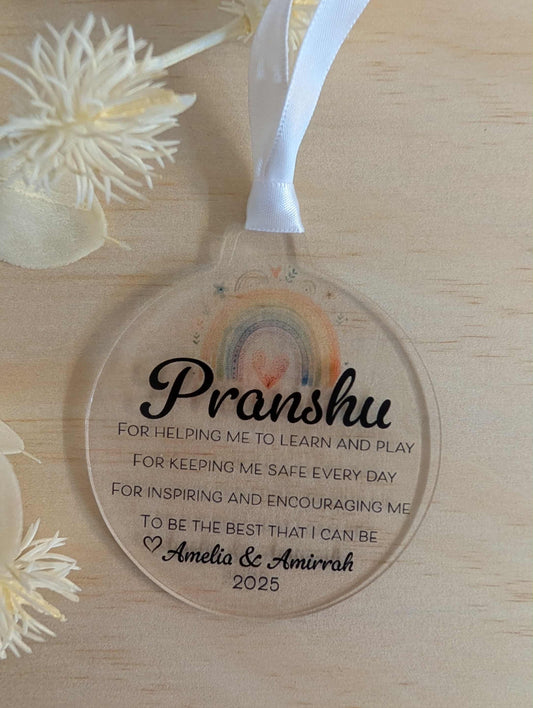 Pranshu
FOR HELPING ME TO LEARN AND PLAY
FOR KEEPING ME SAFE EVERY DAY
FOR INSPIRING AND ENCOURAGING ME
TO BE THE BEST THAT I CAN BE
Amelia & Amirrah
2025